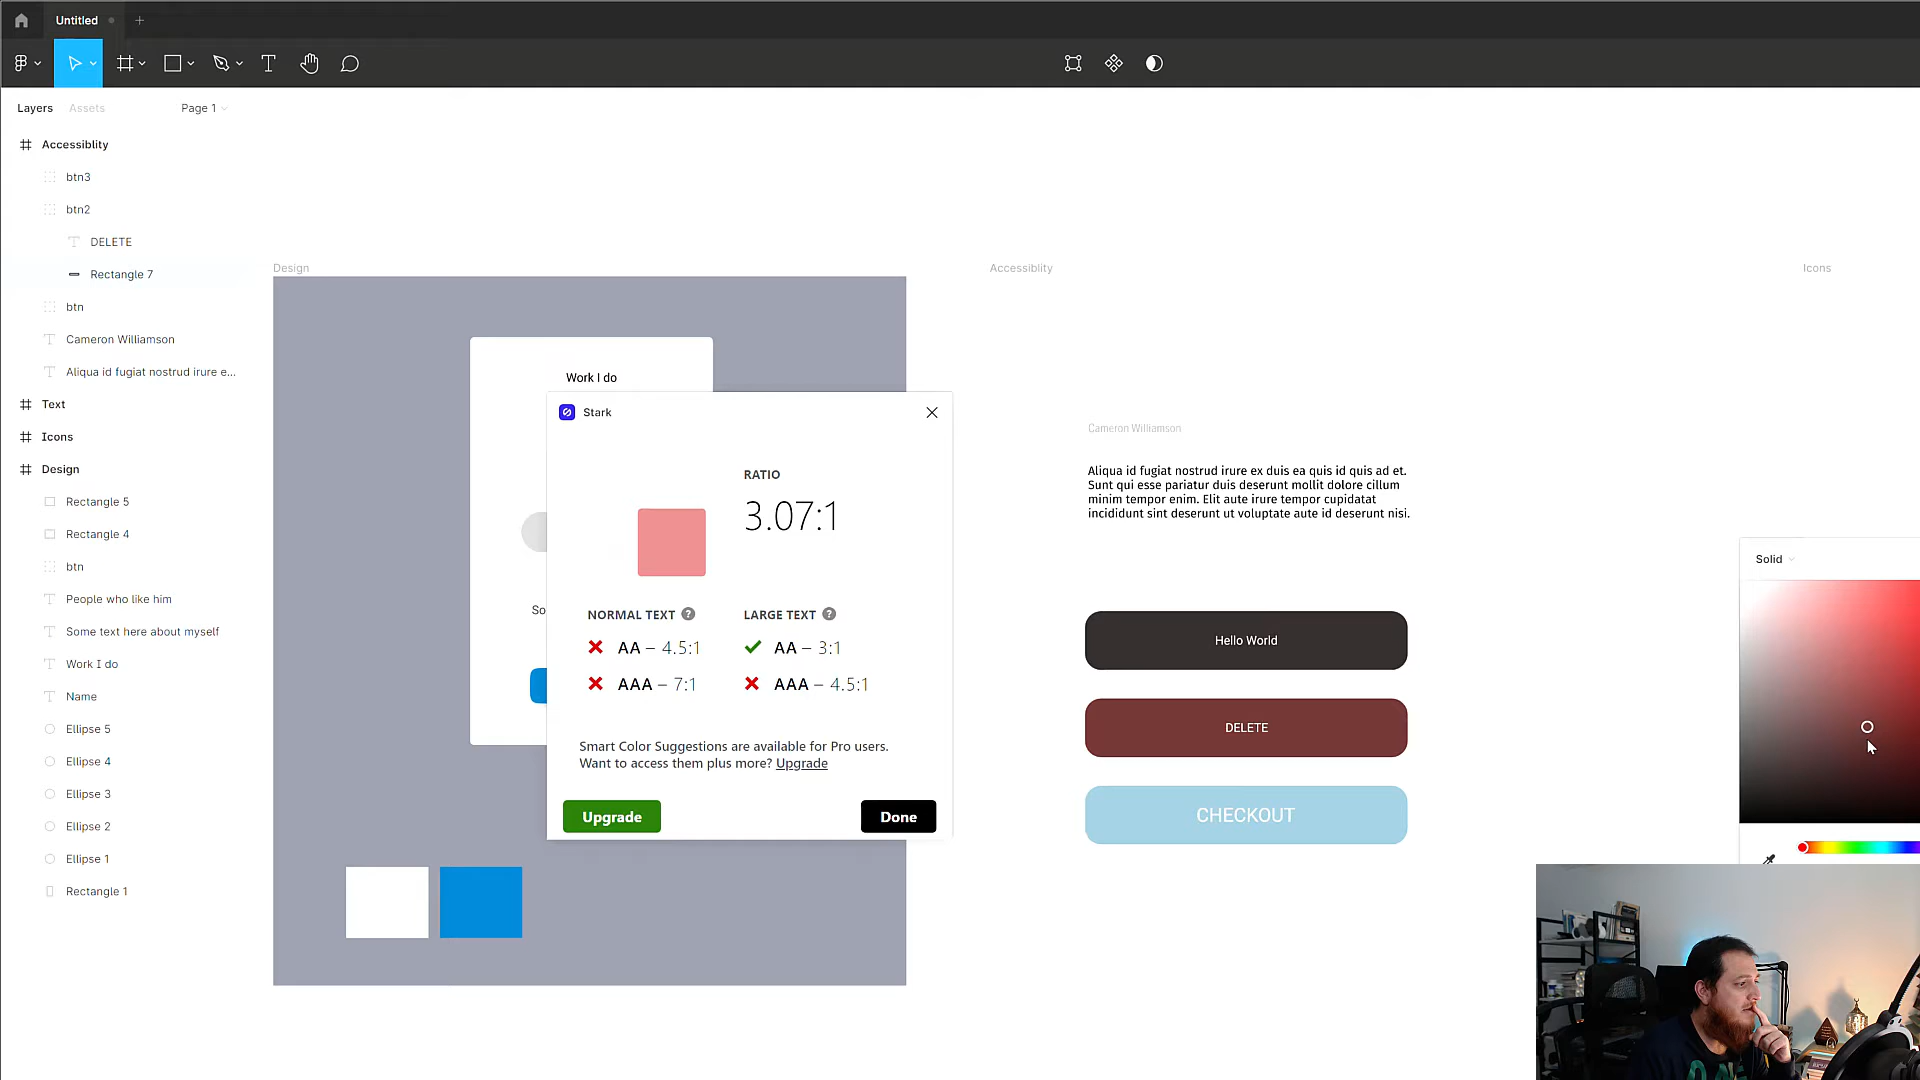 Untitled
Layers
Assets
Page 1
Accessiblity
btn3
btn2
DELETE
Rectangle 7
btn
Cameron Williamson
Aliqua id fugiat nostrud irure e...
Text
Icons
Design
Rectangle 5
Rectangle 4
btn
People who like him
Some text here about myself
Work I do
Name
Ellipse 5
Ellipse 4
Ellipse 3
Ellipse 2
Ellipse 1
Rectangle 1
Design
Work I do
So
Stark
RATIO
3.07:1
NORMAL TEXT ?
AA – 4.5:1
AAA – 7:1
LARGE TEXT ?
AA – 3:1
AAA – 4.5:1
Smart Color Suggestions are available for Pro users.
Want to access them plus more? Upgrade
Upgrade
Done
Accessiblity
Cameron Williamson
Aliqua id fugiat nostrud irure ex duis ea quis id quis ad et.
Sunt qui esse pariatur duis deserunt mollit dolore cillum
minim tempor enim. Elit aute irure tempor cupidatat
incididunt sint deserunt ut voluptate aute id deserunt nisi.
Hello World
DELETE
CHECKOUT
Icons
Solid